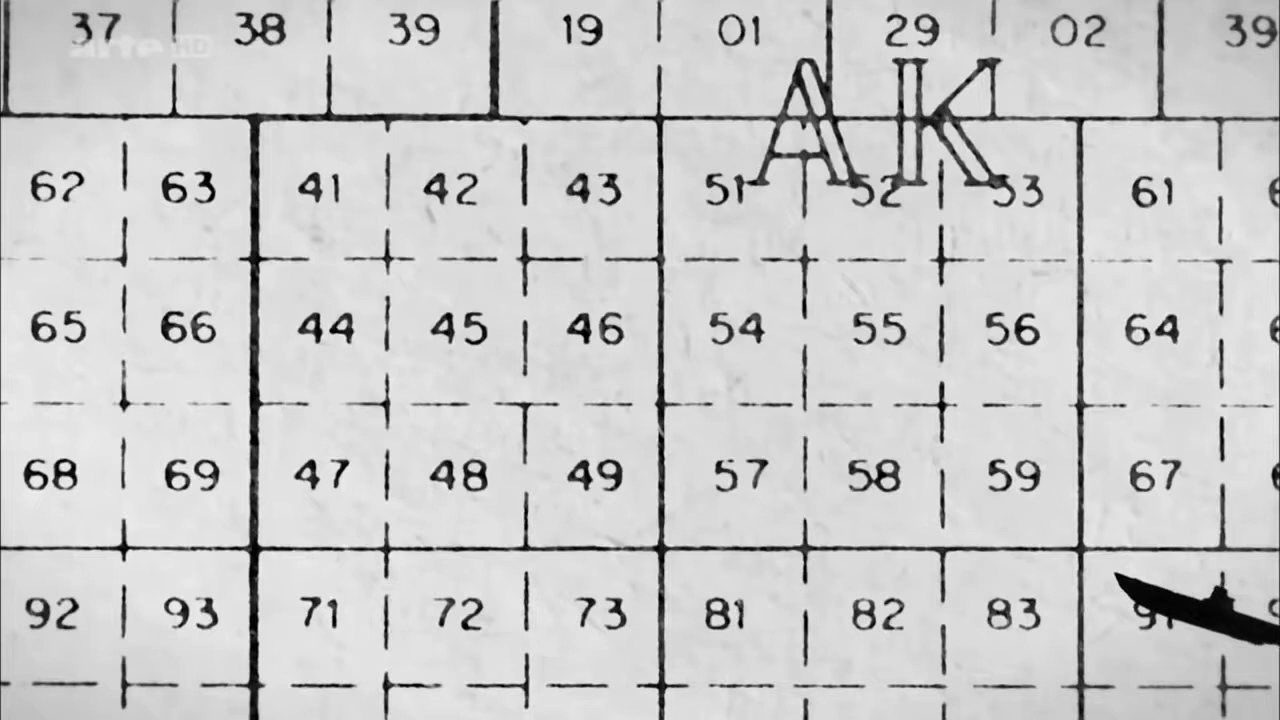 37 38 39 19 01 29 02 39
arte HD
AK
62 63 41 42 43 51 52 53 61
65 66 44 45 46 54 55 56 64
68 69 47 48 49 57 58 59 67
92 93 71 72 73 81 82 83